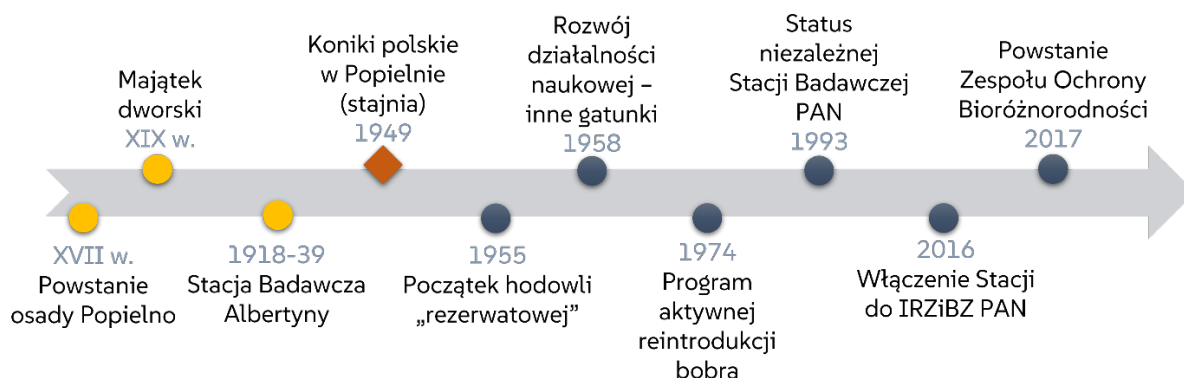 Majątek
dworski
XIX w.
Koniki polskie
w Popielnie
(stajnia)
1949
Rozwój
działalności
naukowej –
inne gatunki
1958
Status
niezależnej
Stacji Badawczej
PAN
1993
Powstanie
Zespołu Ochrony
Bioróżnorodności
2017
XVII w.
Powstanie
osady Popielno
1918-39
Stacja Badawcza
Albertyny
1955
Początek hodowli
„rezerwatowej”
1974
Program
aktywnej
reintrodukcji
bobra
2016
Włączenie Stacji
do IRZiBŻ PAN